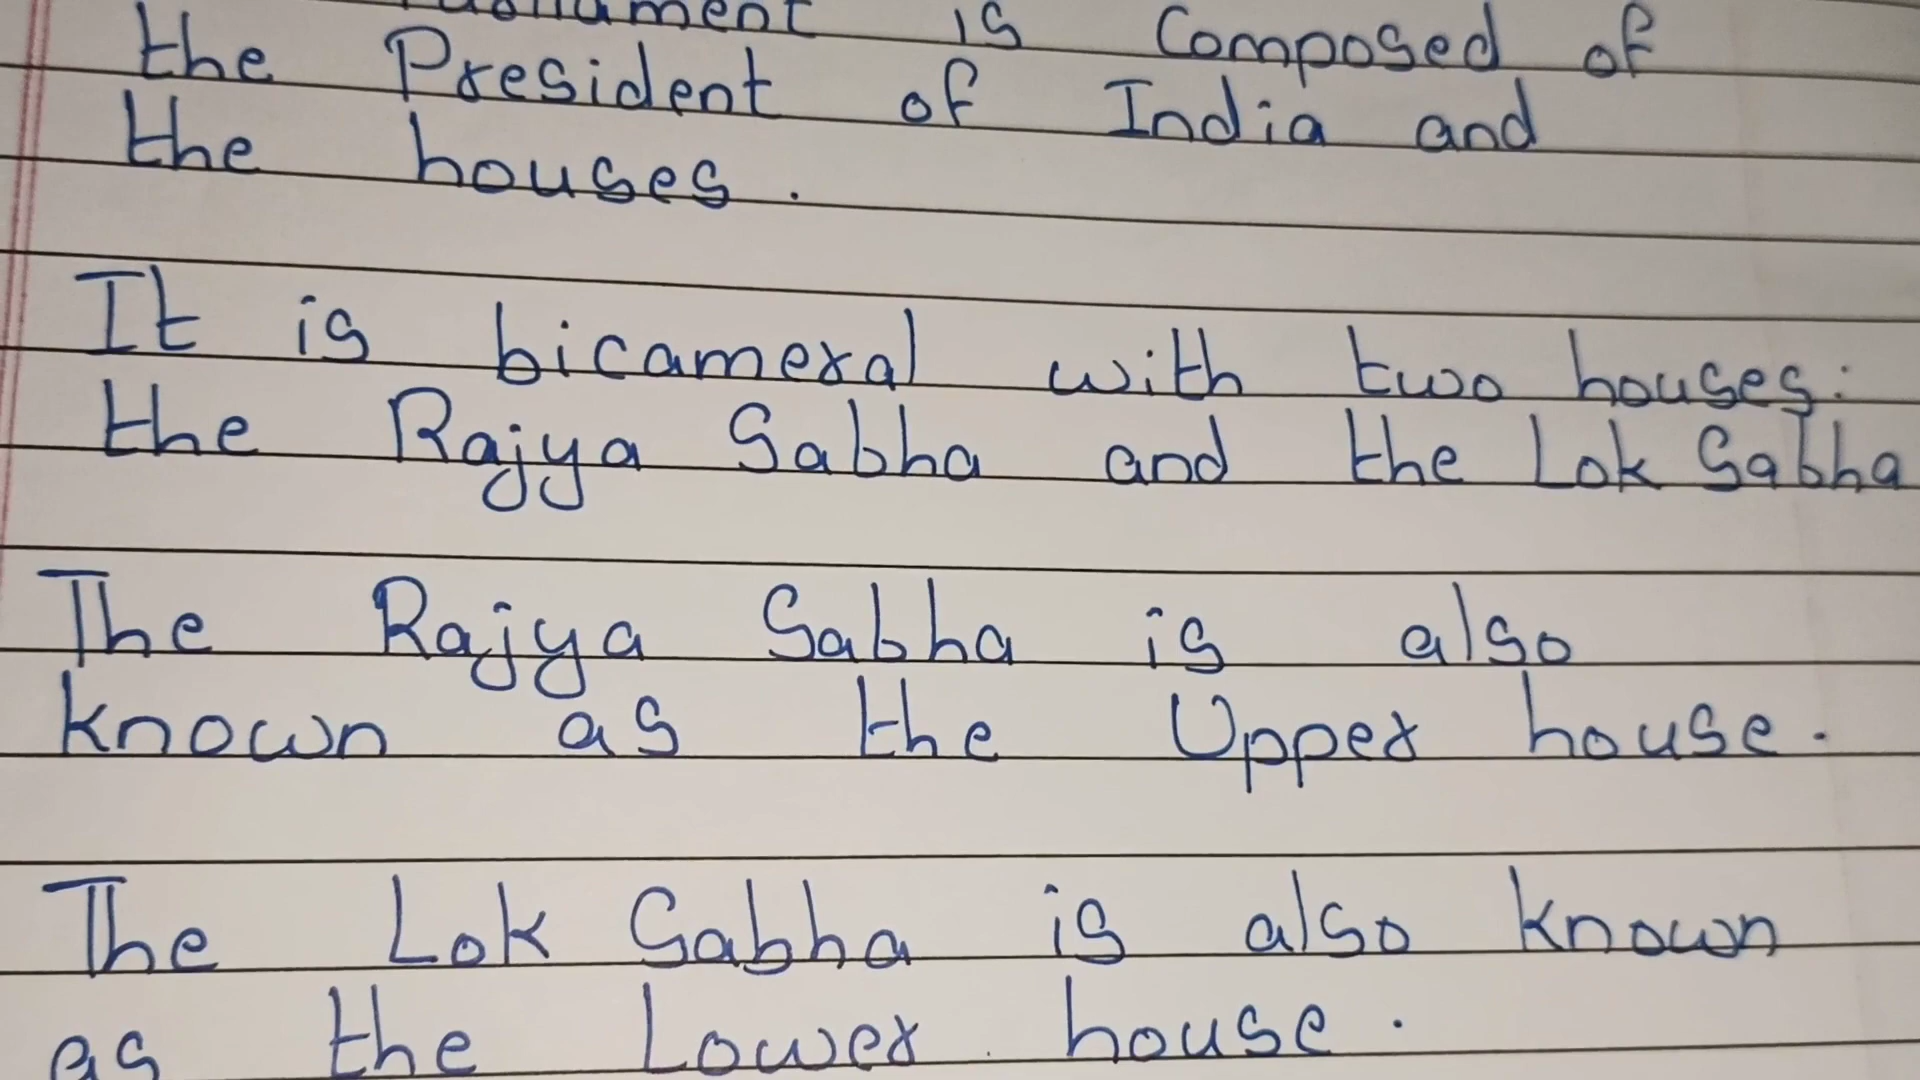 Parliament is Composed of
the President of India and
the houses.
It is bicameral with two houses:
the Rajya Sabha and the Lok Sabha
The Rajya Sabha is also
known as the Upper house.
The Lok Sabha is also known
as the Lower house.